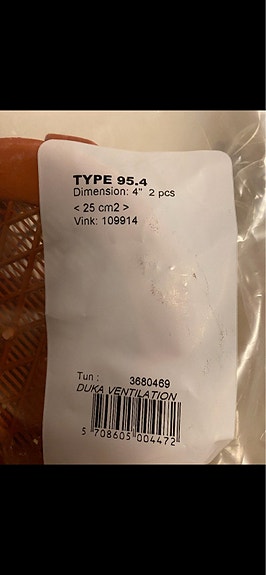 TYPE 95.4
Dimension: 4" 2 pcs
< 25 cm2 >
Vink: 109914
Tun : 3680469
DUKA VENTILATION
5 708605 004472